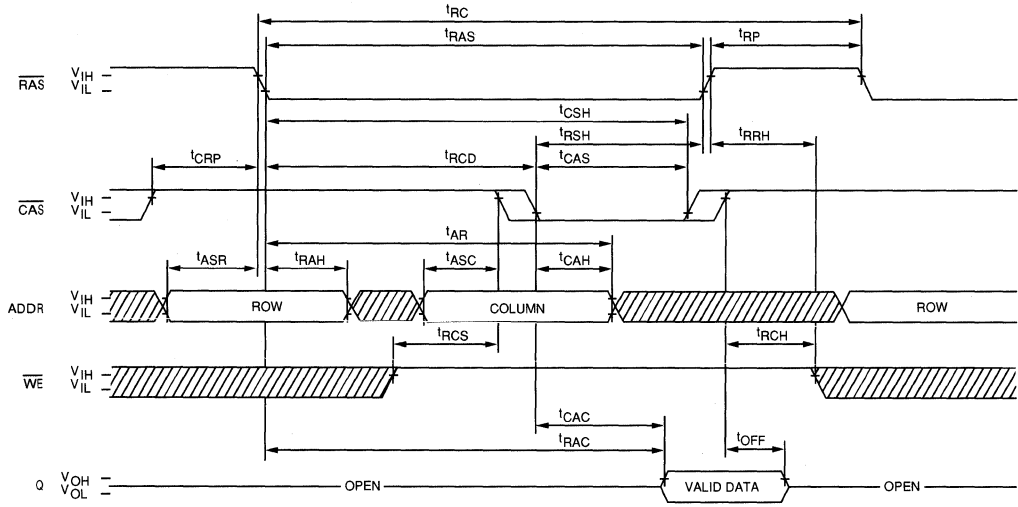 tRC
tRAS
tRP
RAS
VIH
VIL
tCSH
tRSH
tRRH
tCRP
tRCD
tCAS
CAS
VIH
VIL
tAR
tASR
tRAH
tASC
tCAH
ADDR
VIH
VIL
ROW
COLUMN
ROW
tRCS
tRCH
WE
VIH
VIL
tCAC
tRAC
tOFF
Q
VOH
VOL
OPEN
VALID DATA
OPEN